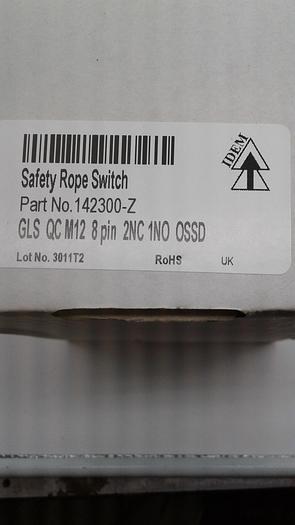 IDEM
Safety Rope Switch
Part No.142300-Z
GLS QC M12 8 pin 2NC 1NO OSSD
Lot No. 3011T2 RoHS UK